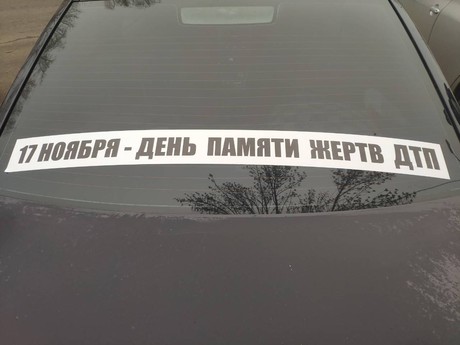 17 НОЯБРЯ - ДЕНЬ ПАМЯТИ ЖЕРТВ ДТП